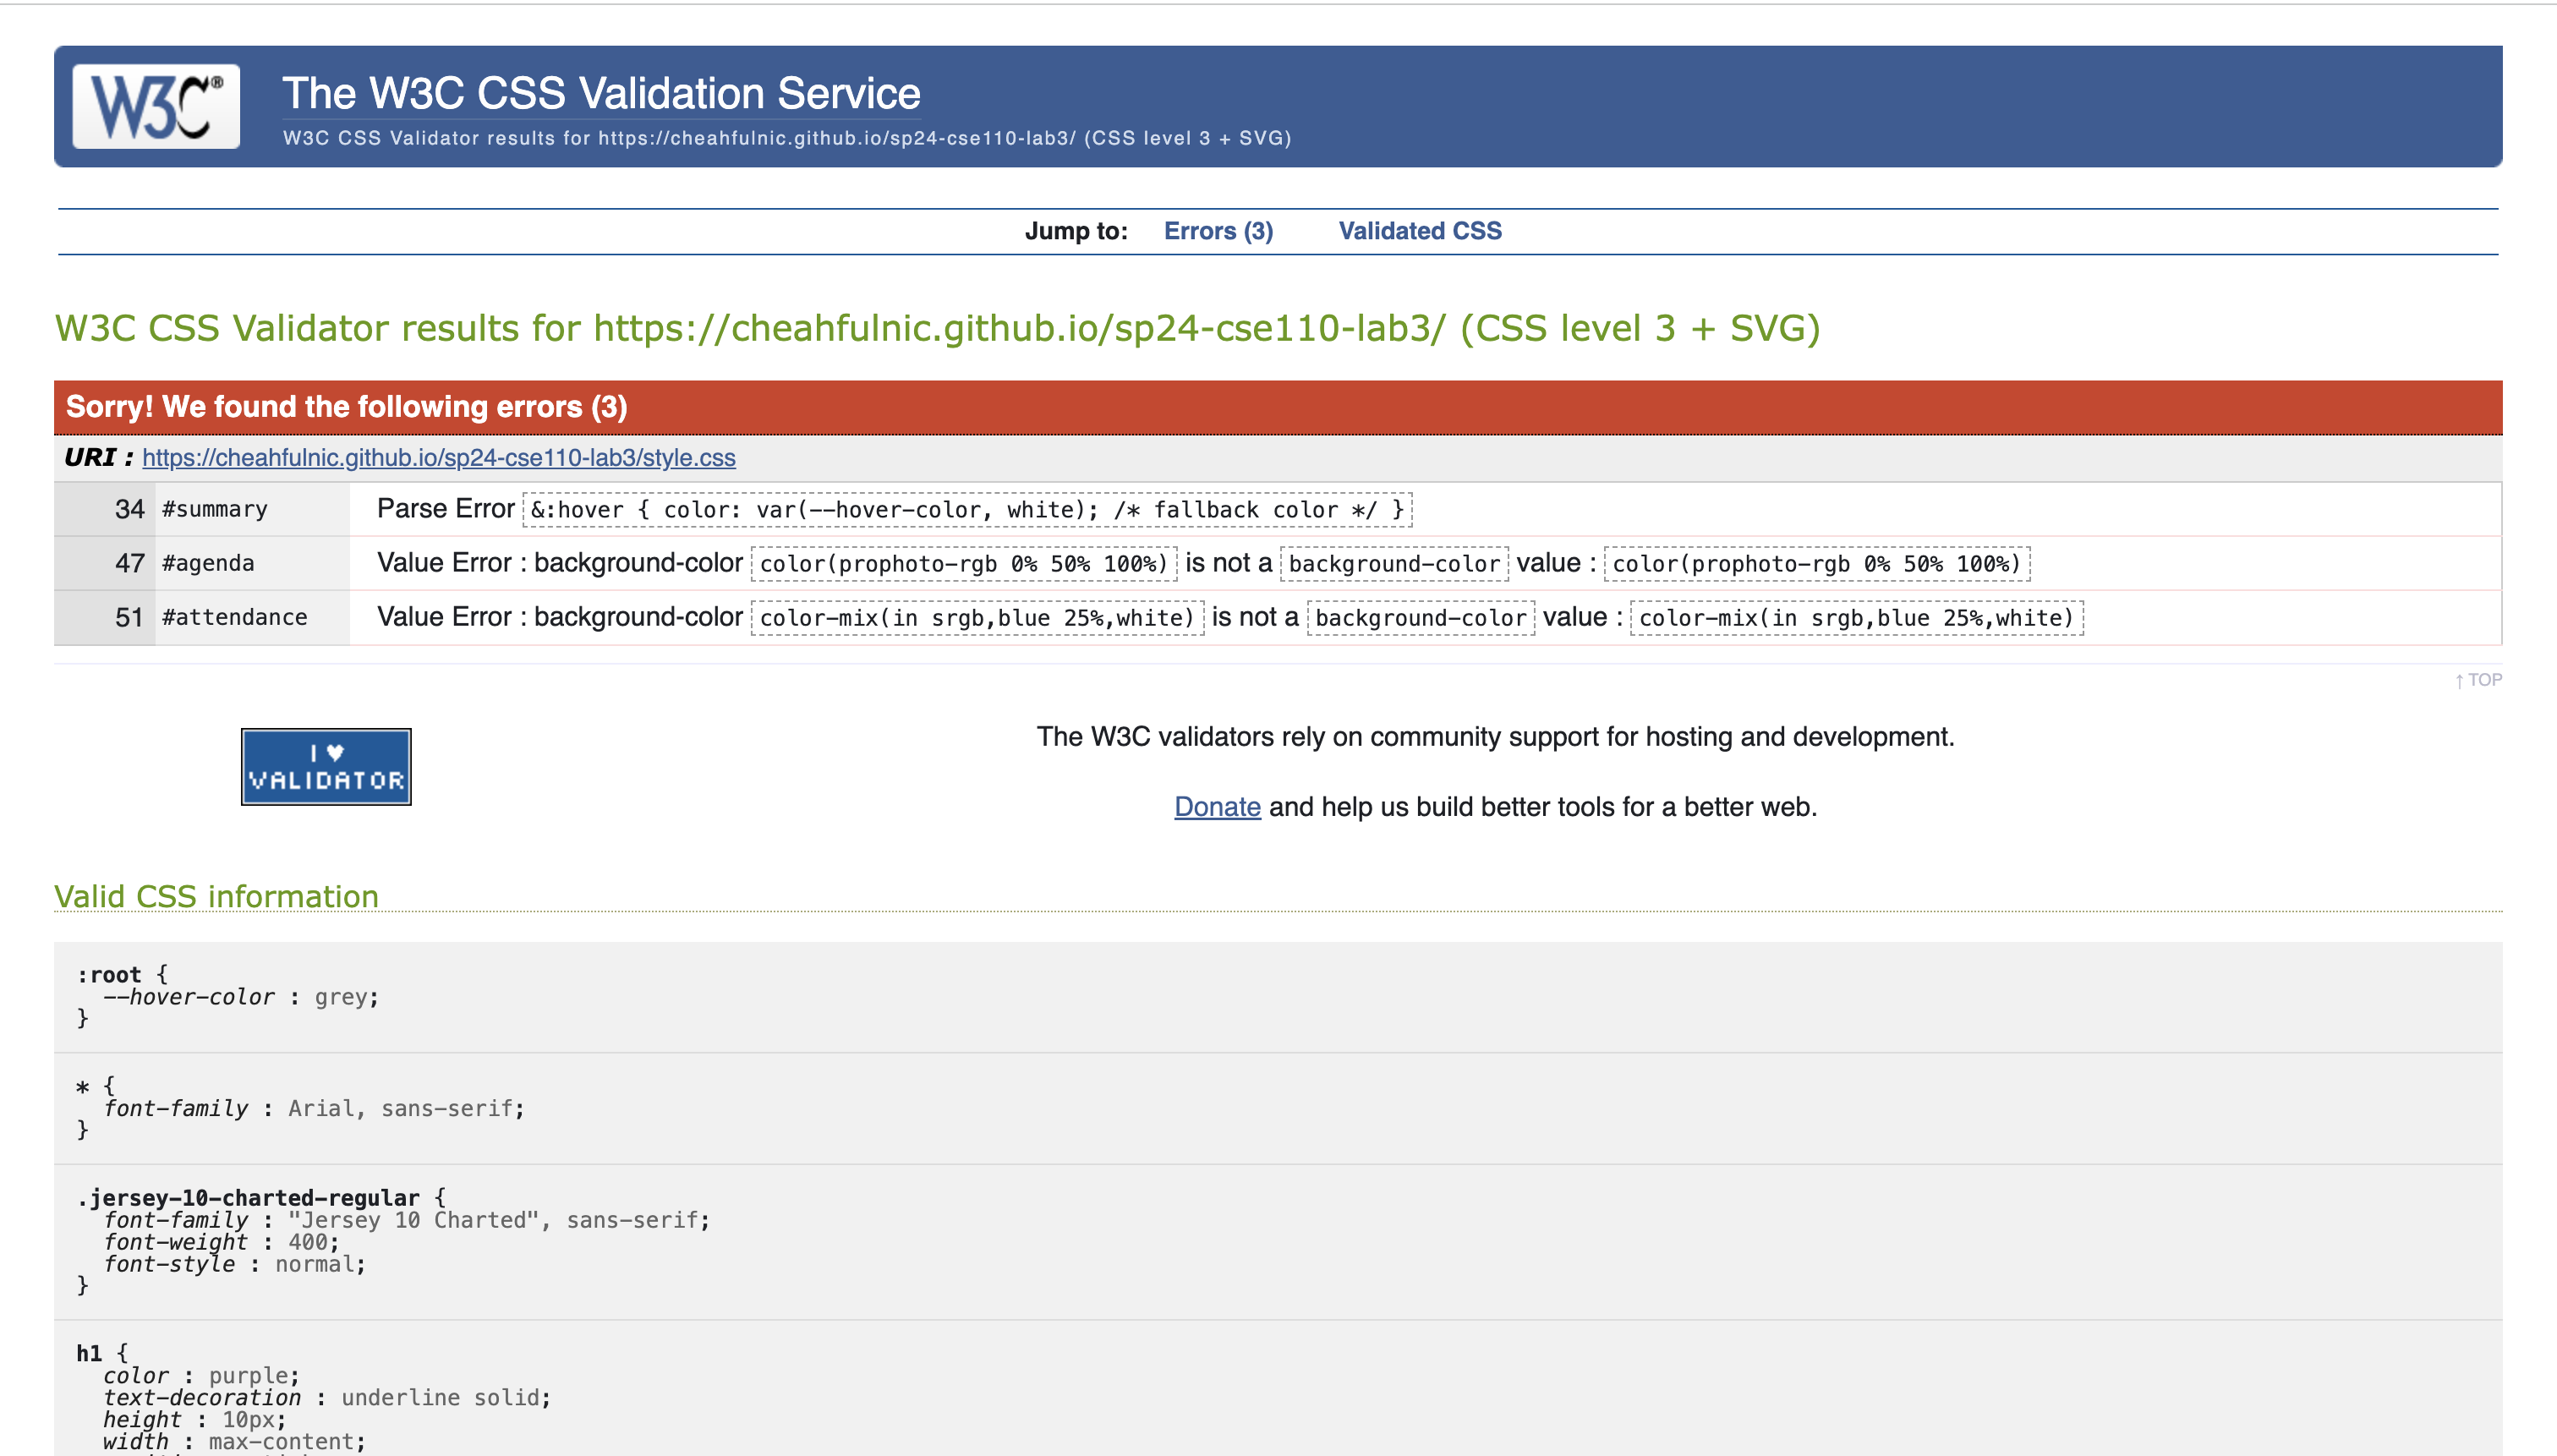 W3C®
The W3C CSS Validation Service
W3C CSS Validator results for https://cheahfulnic.github.io/sp24-cse110-lab3/ (CSS level 3 + SVG)
Jump to: Errors (3) Validated CSS
W3C CSS Validator results for https://cheahfulnic.github.io/sp24-cse110-lab3/ (CSS level 3 + SVG)
Sorry! We found the following errors (3)
URI : https://cheahfulnic.github.io/sp24-cse110-lab3/style.css
34 #summary Parse Error &:hover { color: var(--hover-color, white); /* fallback color */ }
47 #agenda Value Error : background-color color(prophoto-rgb 0% 50% 100%) is not a background-color value : color(prophoto-rgb 0% 50% 100%)
51 #attendance Value Error : background-color color-mix(in srgb,blue 25%,white) is not a background-color value : color-mix(in srgb,blue 25%,white)
↑ TOP
I ♥
VALIDATOR
The W3C validators rely on community support for hosting and development.
Donate and help us build better tools for a better web.
Valid CSS information
:root {
--hover-color : grey;
}
* {
font-family : Arial, sans-serif;
}
.jersey-10-charted-regular {
font-family : "Jersey 10 Charted", sans-serif;
font-weight : 400;
font-style : normal;
}
h1 {
color : purple;
text-decoration : underline solid;
height : 10px;
width : max-content;